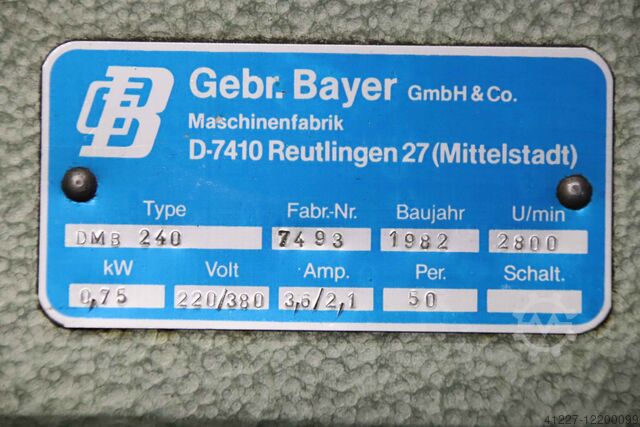 GB
Gebr. Bayer GmbH & Co.
Maschinenfabrik
D-7410 Reutlingen 27 (Mittelstadt)
Type Fabr.-Nr. Baujahr U/min
DMB 240 7493 1982 2800
kW Volt Amp. Per. Schalt.
0,75 220/380 3,6/2,1 50
41227-12200099